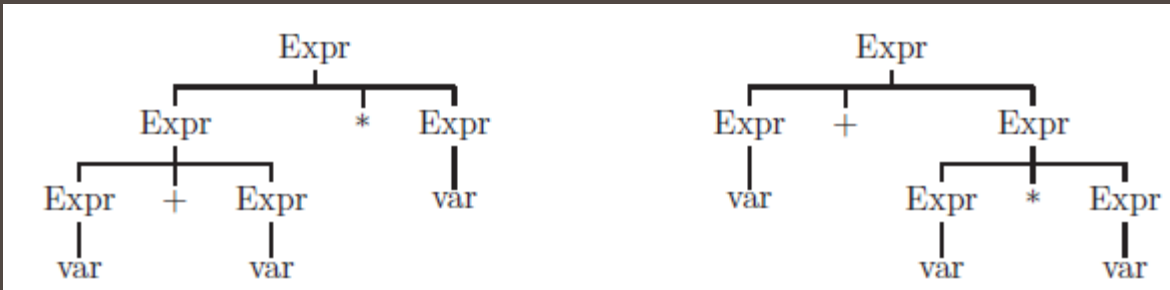 Expr Expr
Expr * Expr Expr + Expr
Expr + Expr var var Expr * Expr
var var var var